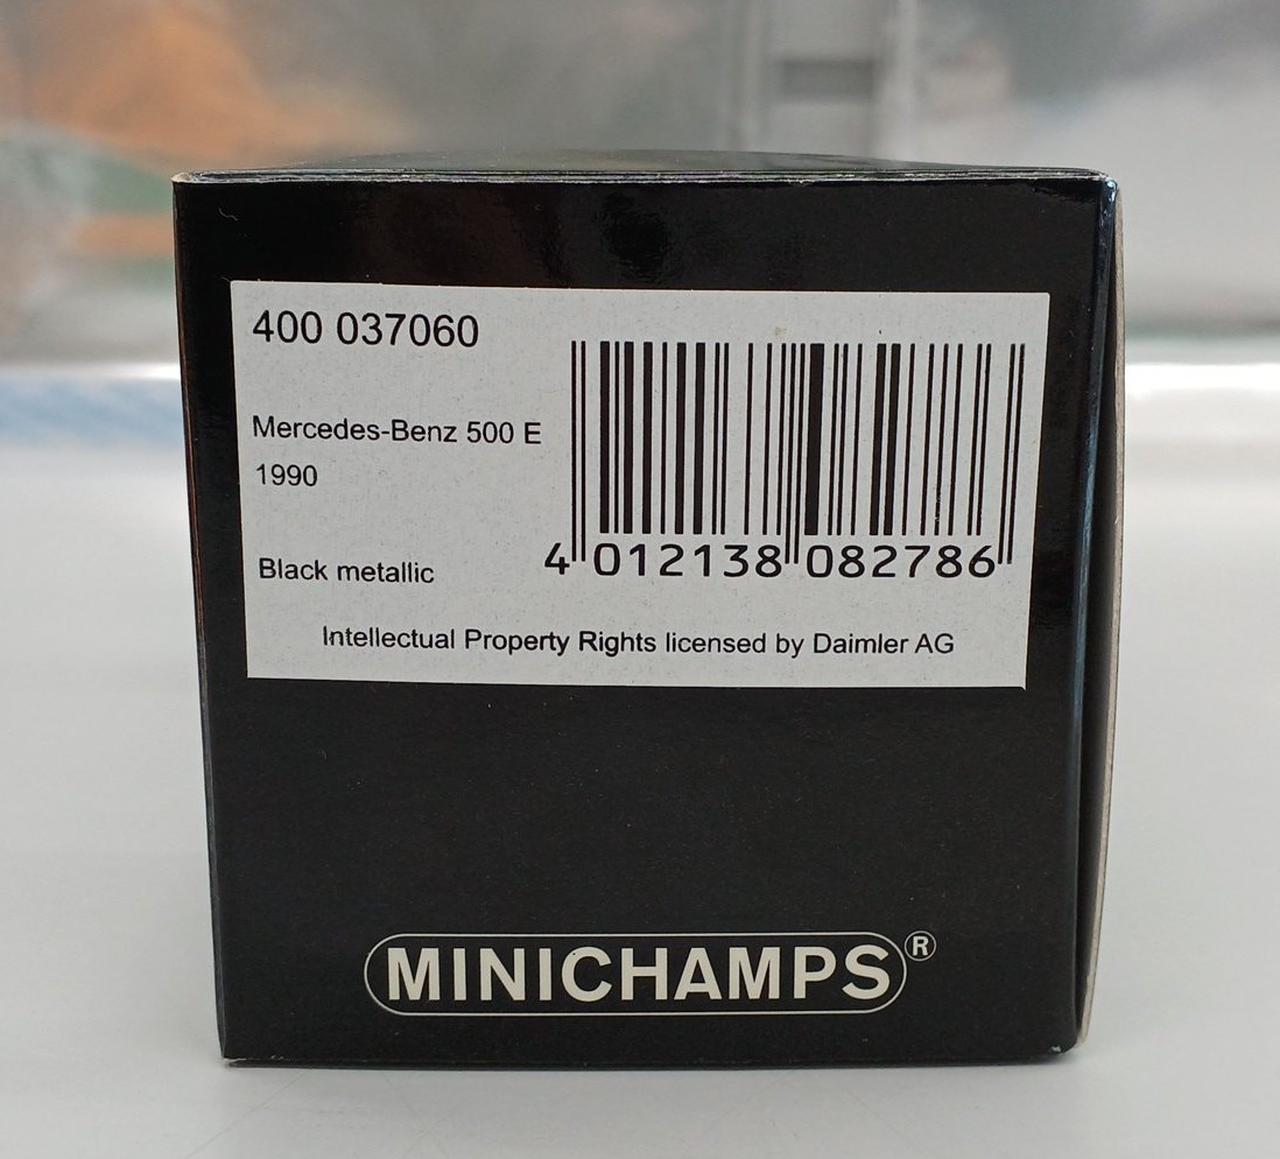 400 037060
Mercedes-Benz 500 E
1990
Black metallic
4 012138 082786
Intellectual Property Rights licensed by Daimler AG
MINICHAMPS®